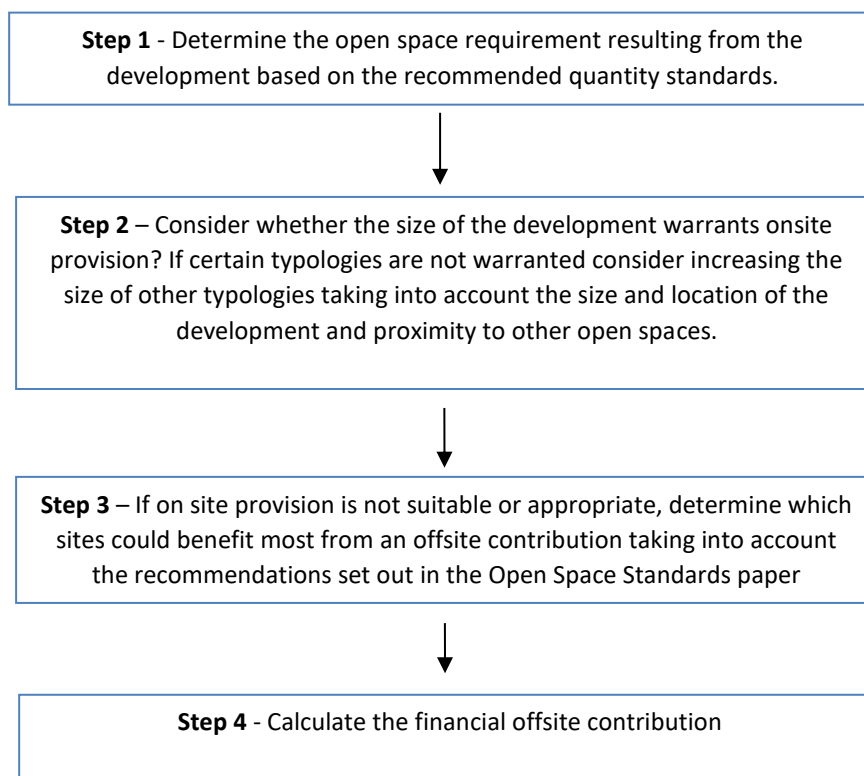 Step 1 - Determine the open space requirement resulting from the
development based on the recommended quantity standards.
Step 2 – Consider whether the size of the development warrants onsite
provision? If certain typologies are not warranted consider increasing the
size of other typologies taking into account the size and location of the
development and proximity to other open spaces.
Step 3 – If on site provision is not suitable or appropriate, determine which
sites could benefit most from an offsite contribution taking into account
the recommendations set out in the Open Space Standards paper
Step 4 - Calculate the financial offsite contribution